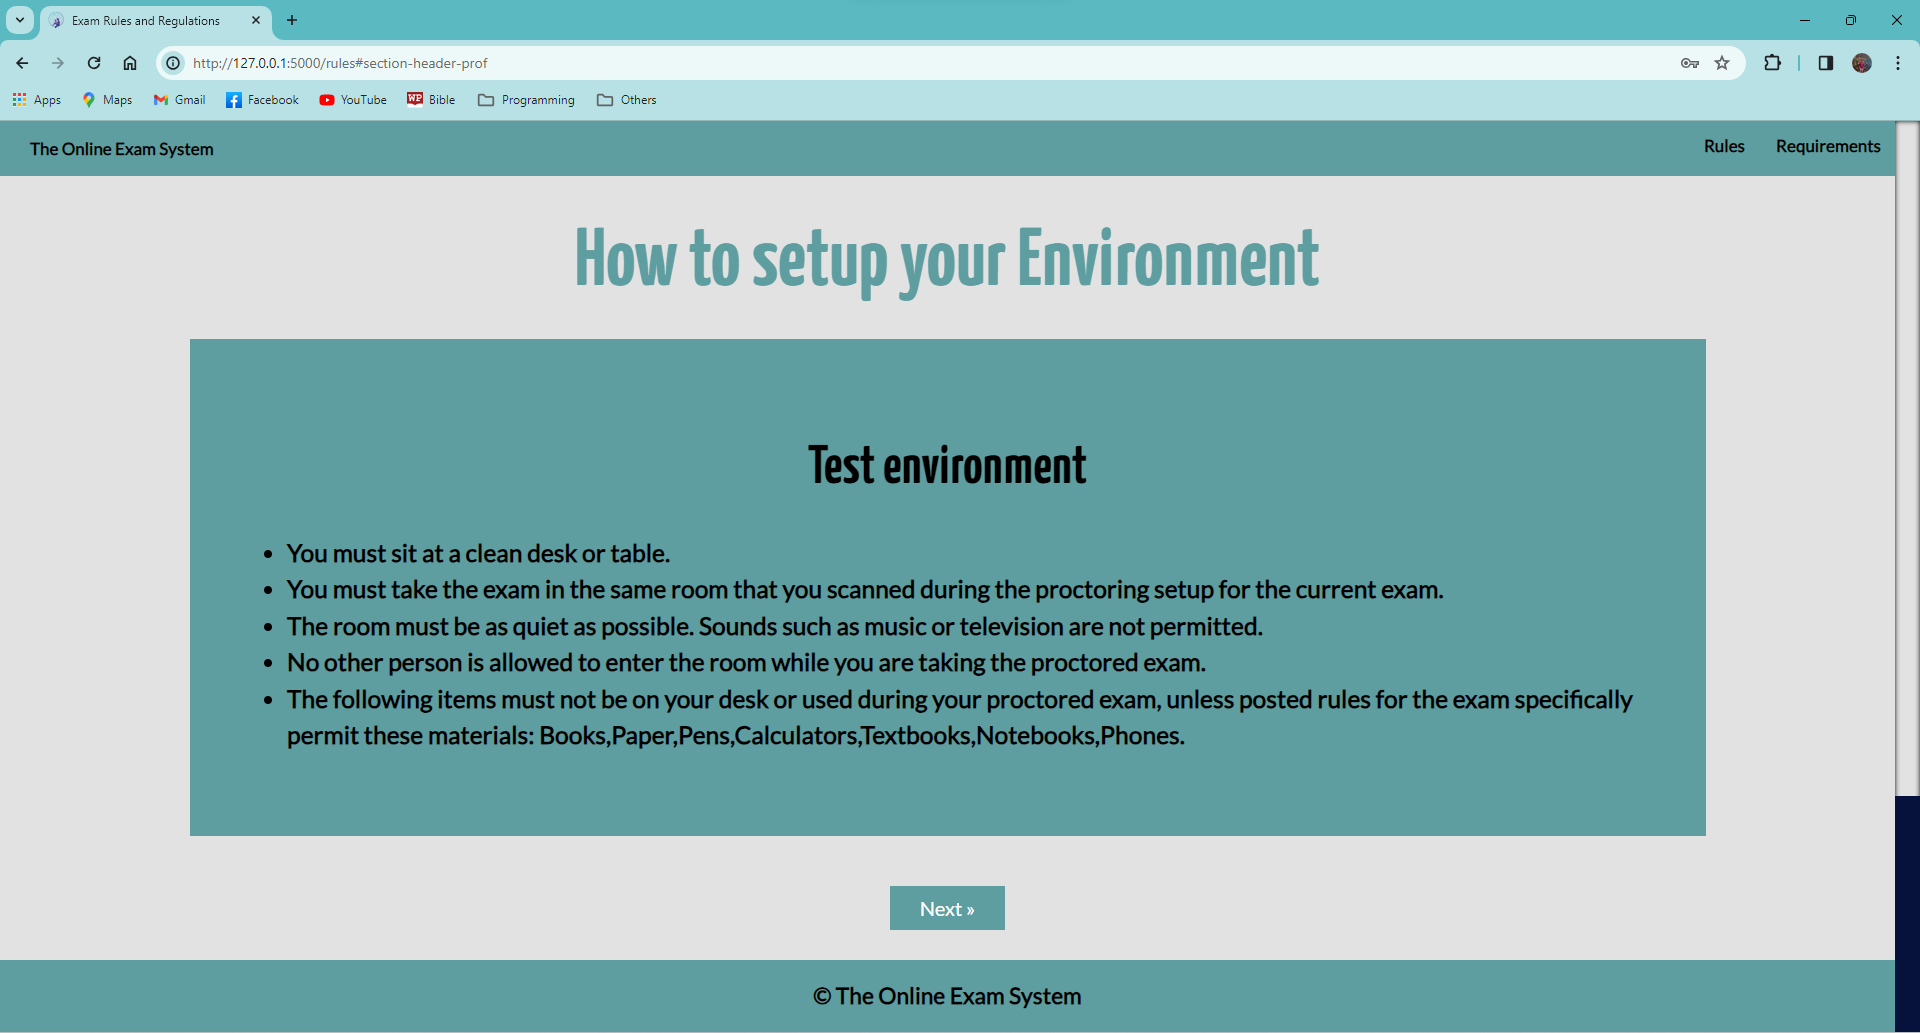 Exam Rules and Regulations
http://127.0.0.1:5000/rules#section-header-prof
Apps Maps Gmail Facebook YouTube WP Bible Programming Others
The Online Exam System Rules Requirements
How to setup your Environment
Test environment
• You must sit at a clean desk or table.
• You must take the exam in the same room that you scanned during the proctoring setup for the current exam.
• The room must be as quiet as possible. Sounds such as music or television are not permitted.
• No other person is allowed to enter the room while you are taking the proctored exam.
• The following items must not be on your desk or used during your proctored exam, unless posted rules for the exam specifically
permit these materials: Books,Paper,Pens,Calculators,Textbooks,Notebooks,Phones.
Next »
© The Online Exam System